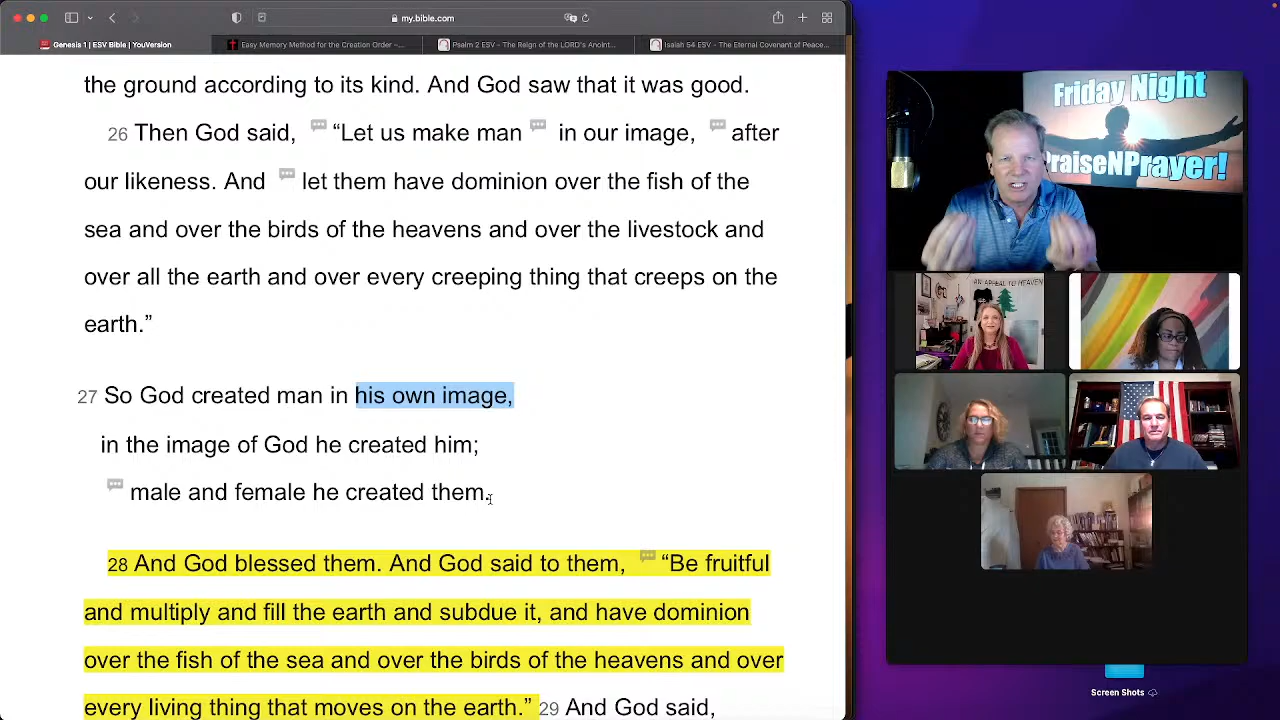 my.bible.com
Genesis 1 | ESV Bible | YouVersion
Easy Memory Method for the Creation Order –...
Psalm 2 ESV - The Reign of the LORD's Anoint...
Isaiah 54 ESV - The Eternal Covenant of Peace...
the ground according to its kind. And God saw that it was good.
26 Then God said, “Let us make man in our image, after
our likeness. And let them have dominion over the fish of the
sea and over the birds of the heavens and over the livestock and
over all the earth and over every creeping thing that creeps on the
earth.”
27 So God created man in his own image,
in the image of God he created him;
male and female he created them.
28 And God blessed them. And God said to them, “Be fruitful
and multiply and fill the earth and subdue it, and have dominion
over the fish of the sea and over the birds of the heavens and over
every living thing that moves on the earth.” 29 And God said,
Friday Night
PraiseNPrayer!
AN APPEAL TO HEAVEN
Screen Shots